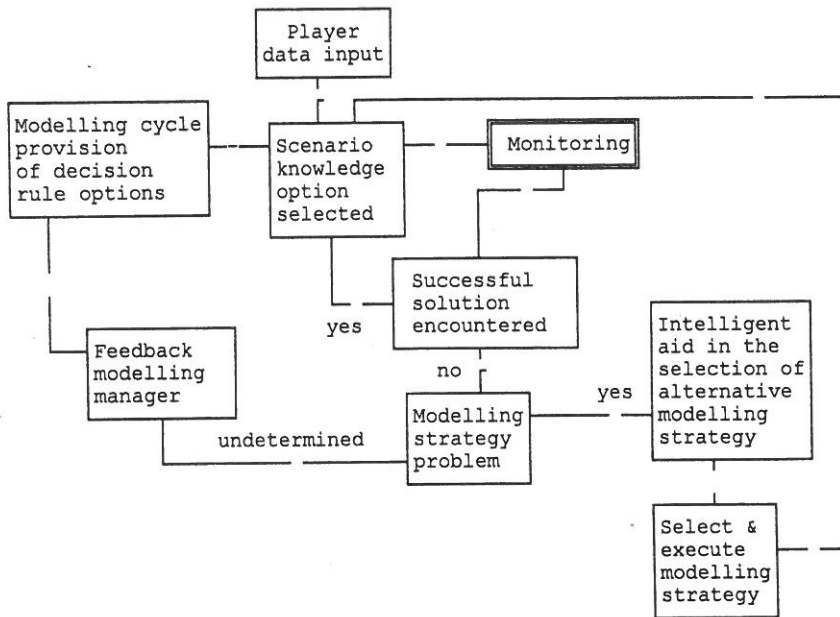 Player
data input
Modelling cycle
provision
of decision
rule options
Scenario
knowledge
option
selected
Monitoring
Successful
solution
encountered
yes
Intelligent
aid in the
selection of
alternative
modelling
strategy
Feedback
modelling
manager
no
yes
Modelling
strategy
problem
undetermined
Select &
execute
modelling
strategy